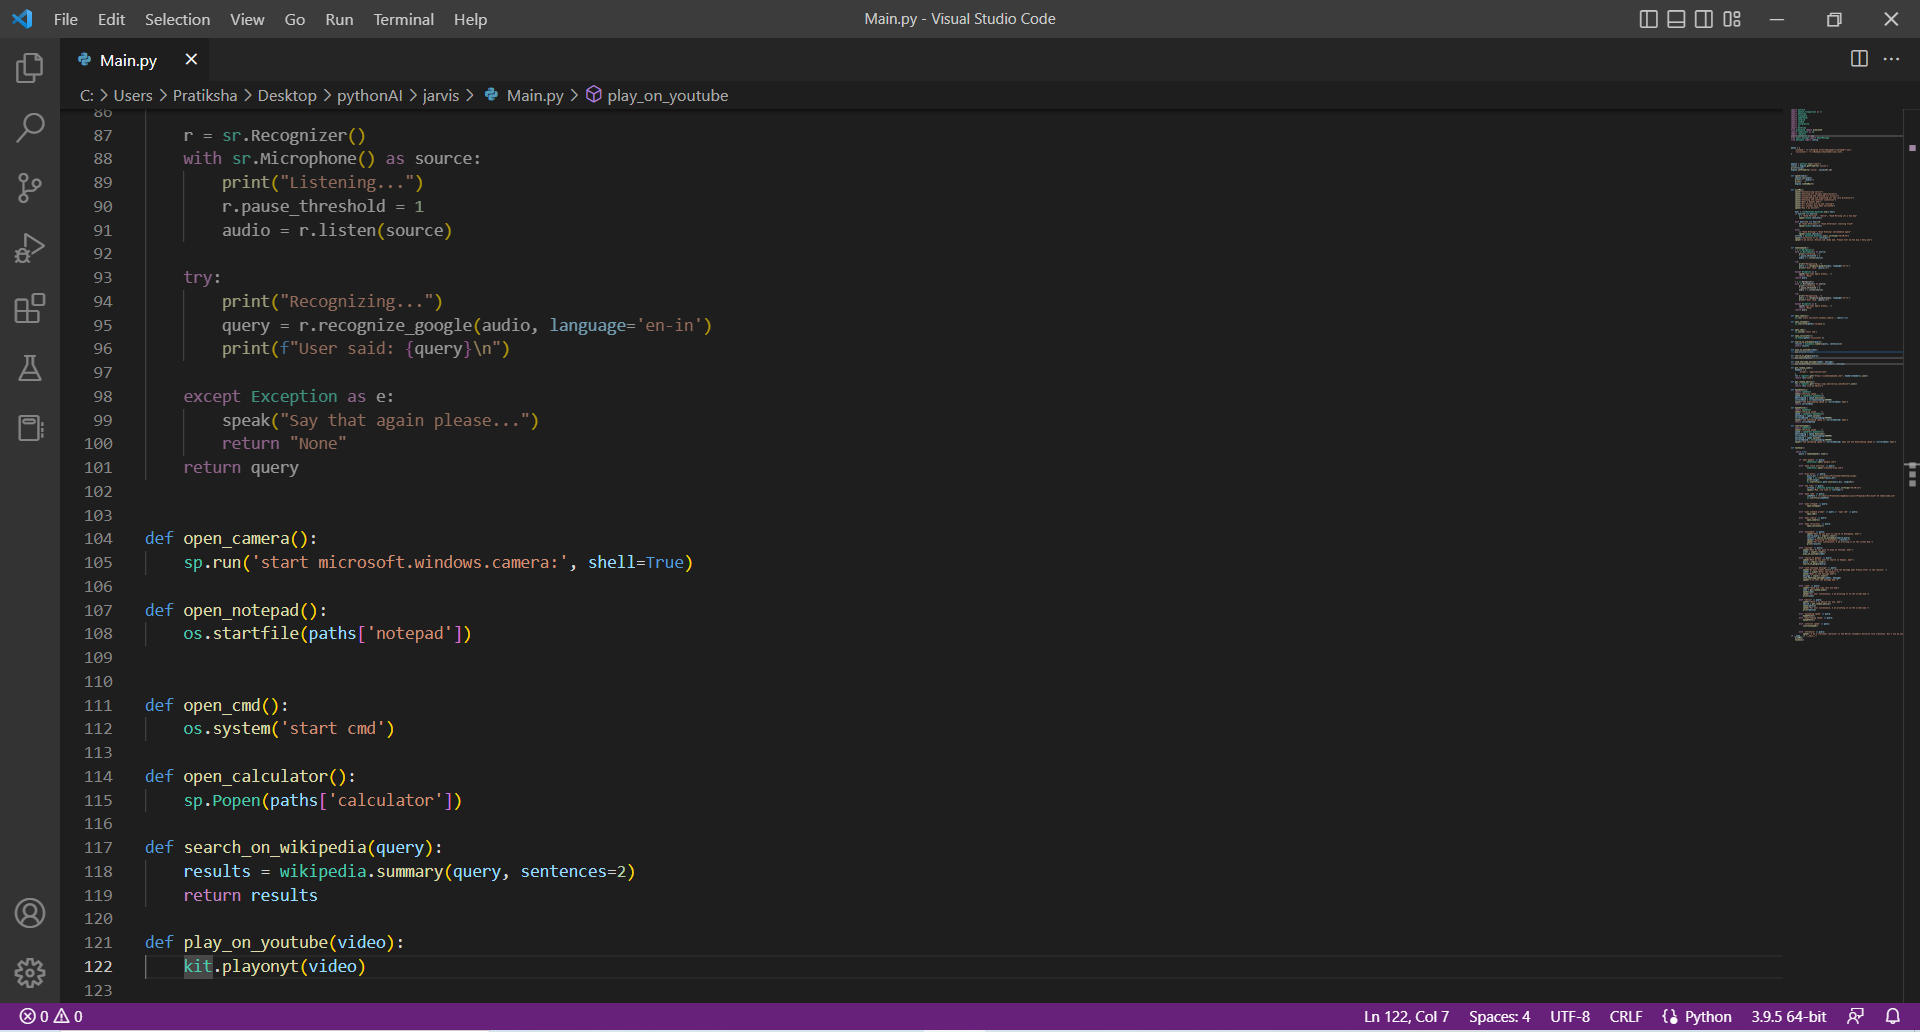 File Edit Selection View Go Run Terminal Help
Main.py - Visual Studio Code
Main.py
C: > Users > Pratiksha > Desktop > pythonAI > jarvis > Main.py > play_on_youtube
86
87 r = sr.Recognizer()
88 with sr.Microphone() as source:
89 print("Listening...")
90 r.pause_threshold = 1
91 audio = r.listen(source)
92
93 try:
94 print("Recognizing...")
95 query = r.recognize_google(audio, language='en-in')
96 print(f"User said: {query}\n")
97
98 except Exception as e:
99 speak("Say that again please...")
100 return "None"
101 return query
102
103
104 def open_camera():
105 sp.run('start microsoft.windows.camera:', shell=True)
106
107 def open_notepad():
108 os.startfile(paths['notepad'])
109
110
111 def open_cmd():
112 os.system('start cmd')
113
114 def open_calculator():
115 sp.Popen(paths['calculator'])
116
117 def search_on_wikipedia(query):
118 results = wikipedia.summary(query, sentences=2)
119 return results
120
121 def play_on_youtube(video):
122 kit.playonyt(video)
123
0 0 Ln 122, Col 7 Spaces: 4 UTF-8 CRLF Python 3.9.5 64-bit